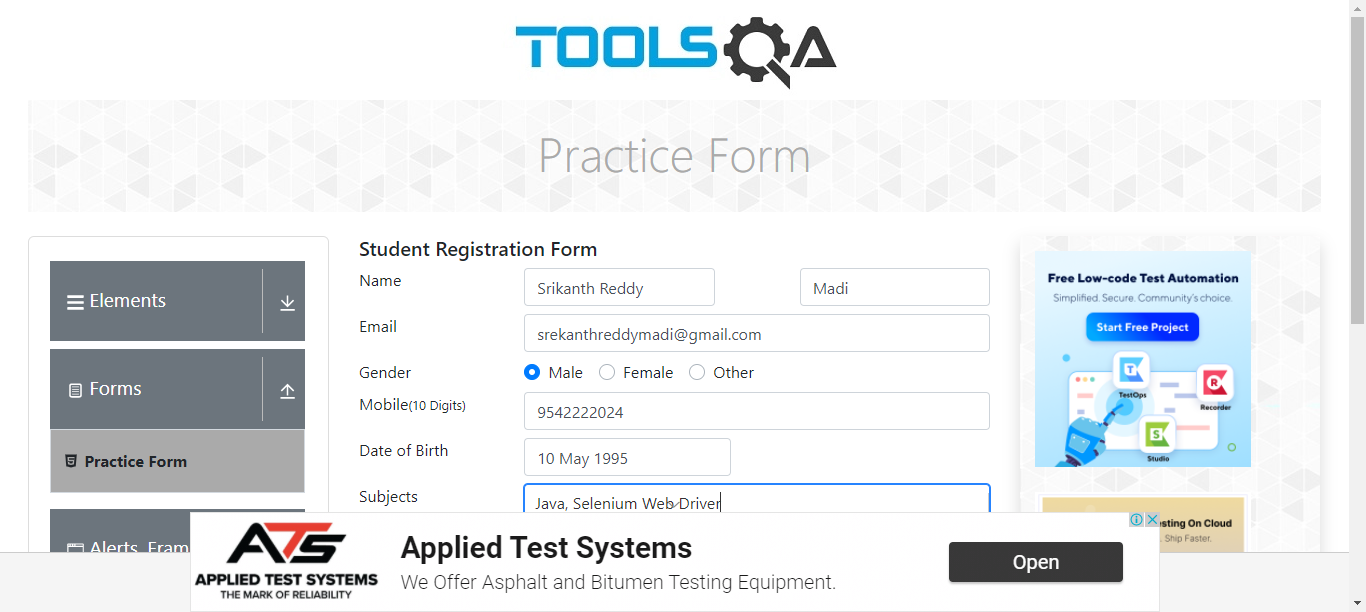 TOOLSQA
Practice Form
Elements
Forms
Practice Form
Alerts, Fram
Student Registration Form
Name
Srikanth Reddy
Madi
Email
srekanthreddymadi@gmail.com
Gender
Male
Female
Other
Mobile(10 Digits)
9542222024
Date of Birth
10 May 1995
Subjects
Java, Selenium Web Driver
Free Low-code Test Automation
Simplified. Secure. Community's choice.
Start Free Project
TestOps
Recorder
Studio
sting On Cloud
Ship Faster.
ATS
APPLIED TEST SYSTEMS
THE MARK OF RELIABILITY
Applied Test Systems
We Offer Asphalt and Bitumen Testing Equipment.
Open